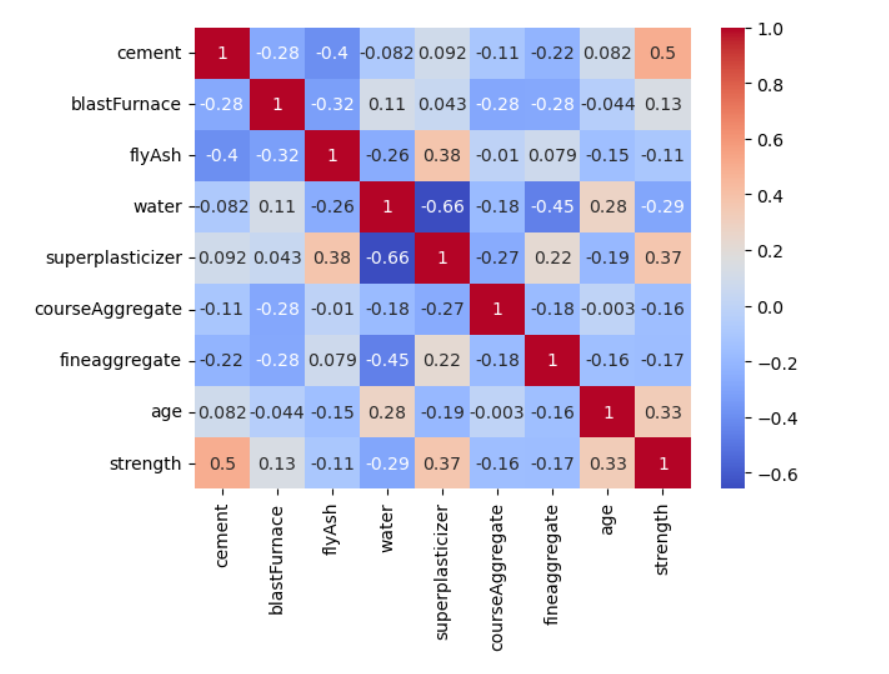 cement 1 -0.28 -0.4 -0.082 0.092 -0.11 -0.22 0.082 0.5
blastFurnace -0.28 1 -0.32 0.11 0.043 -0.28 -0.28 -0.044 0.13
flyAsh -0.4 -0.32 1 -0.26 0.38 -0.01 0.079 -0.15 -0.11
water -0.082 0.11 -0.26 1 -0.66 -0.18 -0.45 0.28 -0.29
superplasticizer 0.092 0.043 0.38 -0.66 1 -0.27 0.22 -0.19 0.37
courseAggregate -0.11 -0.28 -0.01 -0.18 -0.27 1 -0.18 -0.003 -0.16
fineaggregate -0.22 -0.28 0.079 -0.45 0.22 -0.18 1 -0.16 -0.17
age 0.082 -0.044 -0.15 0.28 -0.19 -0.003 -0.16 1 0.33
strength 0.5 0.13 -0.11 -0.29 0.37 -0.16 -0.17 0.33 1
cement
blastFurnace
flyAsh
water
superplasticizer
courseAggregate
fineaggregate
age
strength
1.0
0.8
0.6
0.4
0.2
0.0
−0.2
−0.4
−0.6